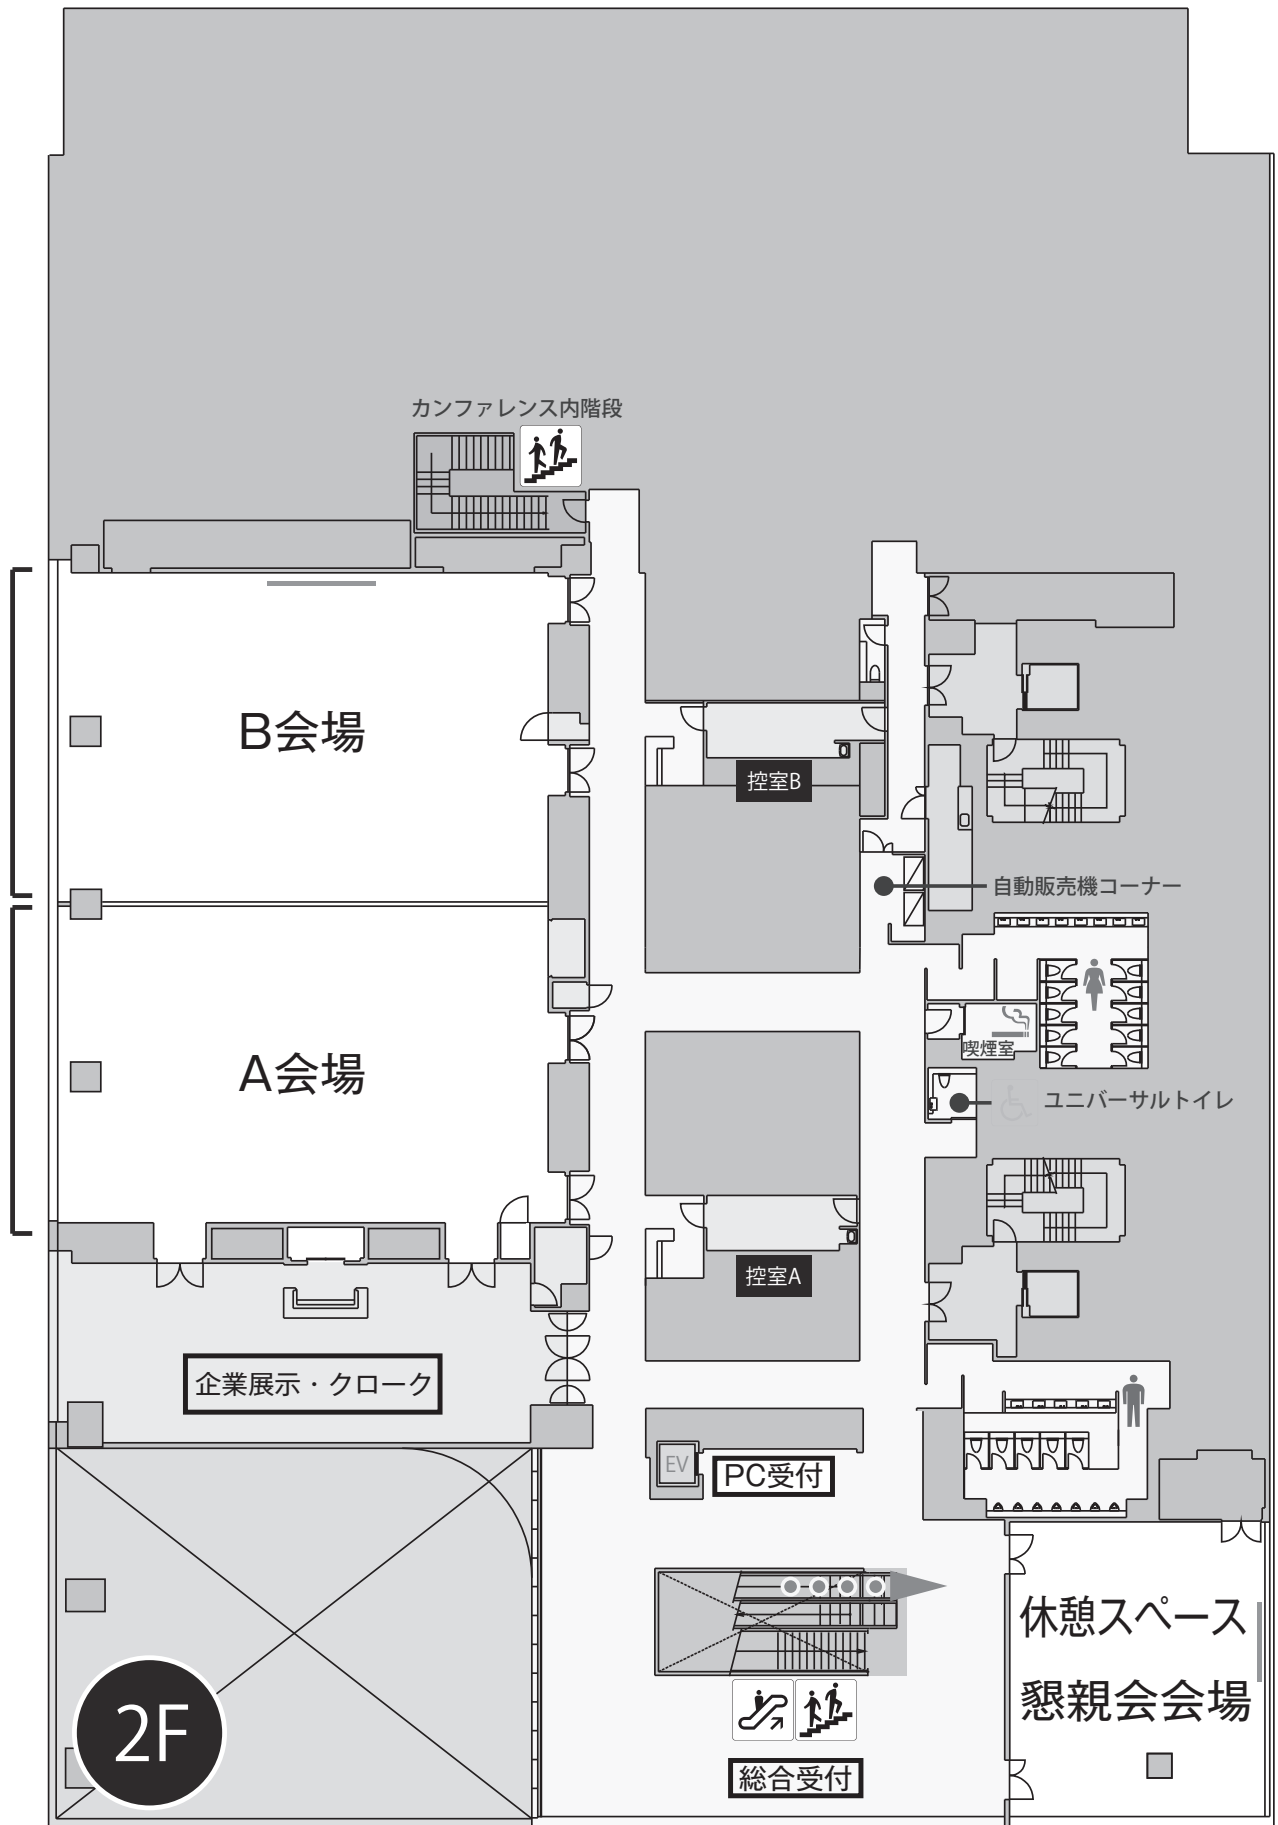 カンファレンス内階段
B会場
控室B
自動販売機コーナー
喫煙室
A会場
ユニバーサルトイレ
控室A
企業展示・クローク
EV
PC受付
休憩スペース
懇親会会場
2F
総合受付